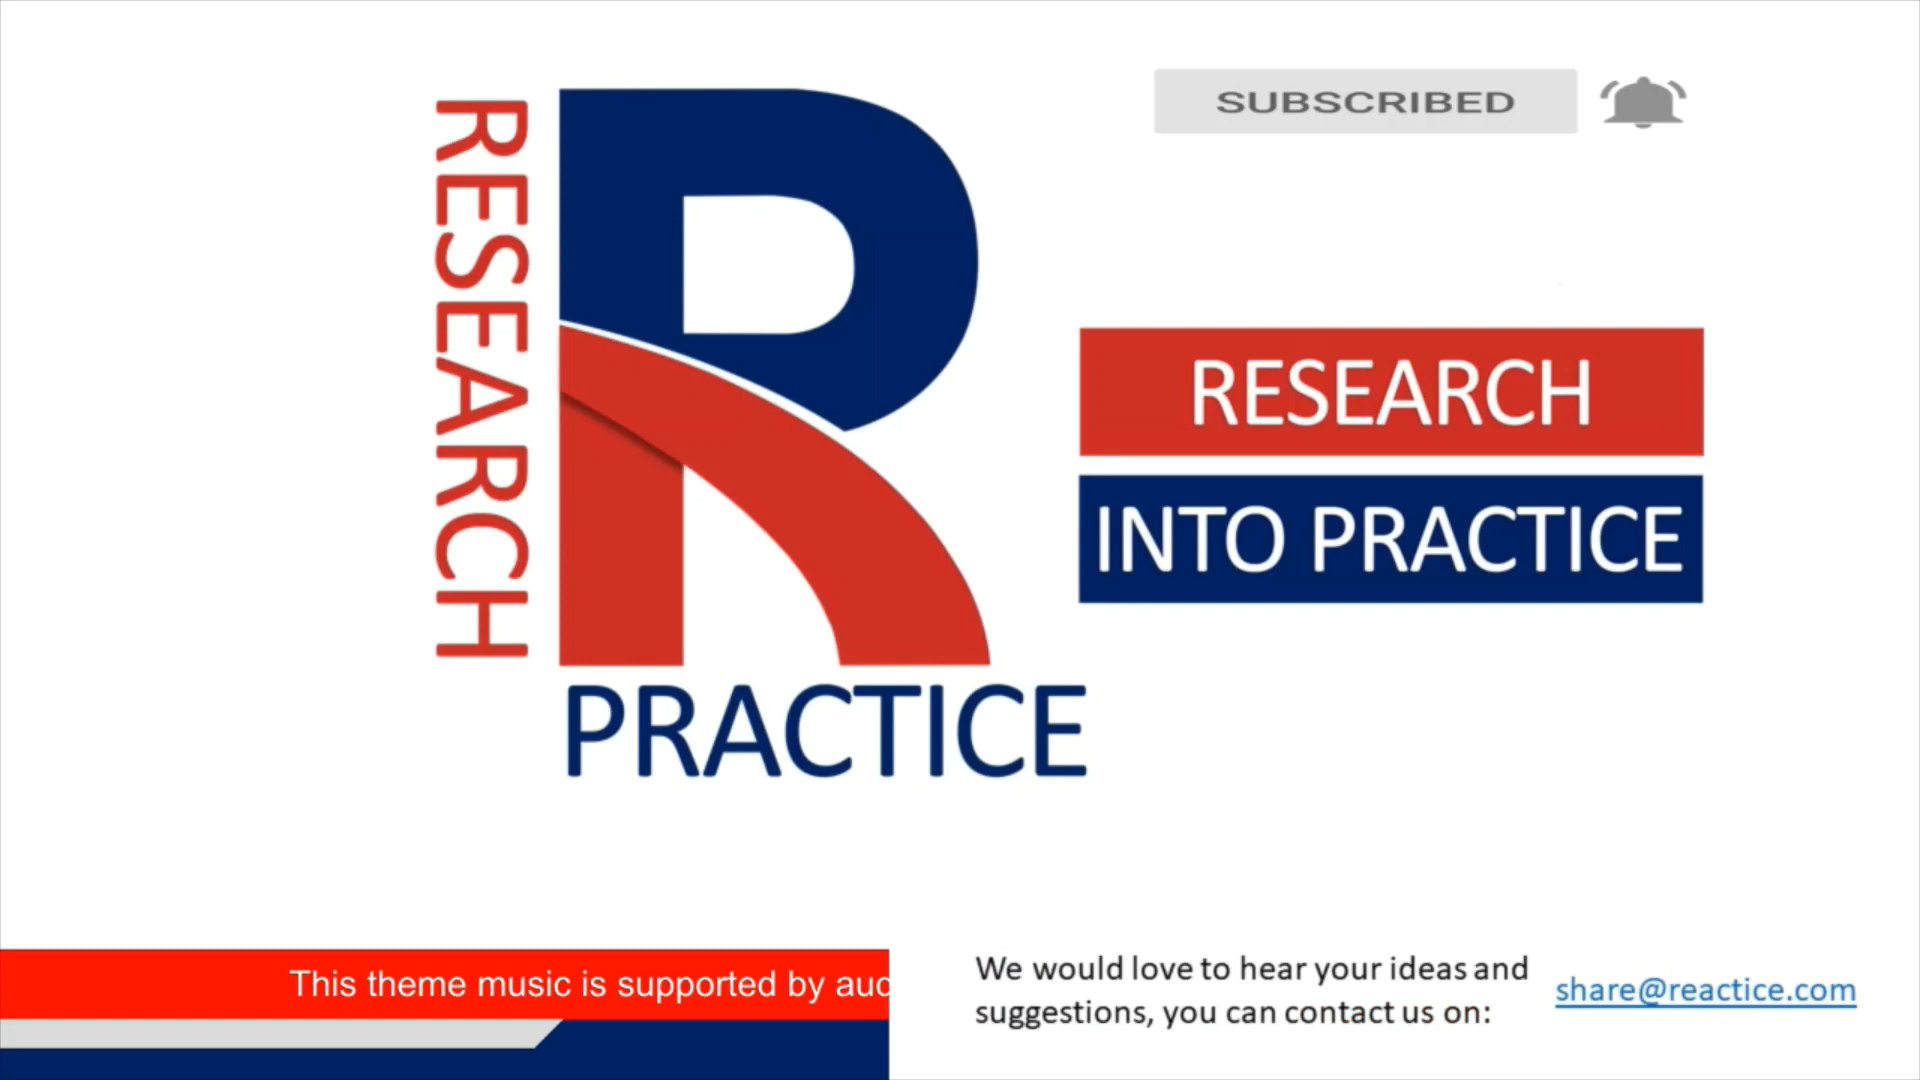 SUBSCRIBED
RESEARCH
PRACTICE
RESEARCH
INTO PRACTICE
This theme music is supported by
We would love to hear your ideas and
suggestions, you can contact us on:
share@reactice.com